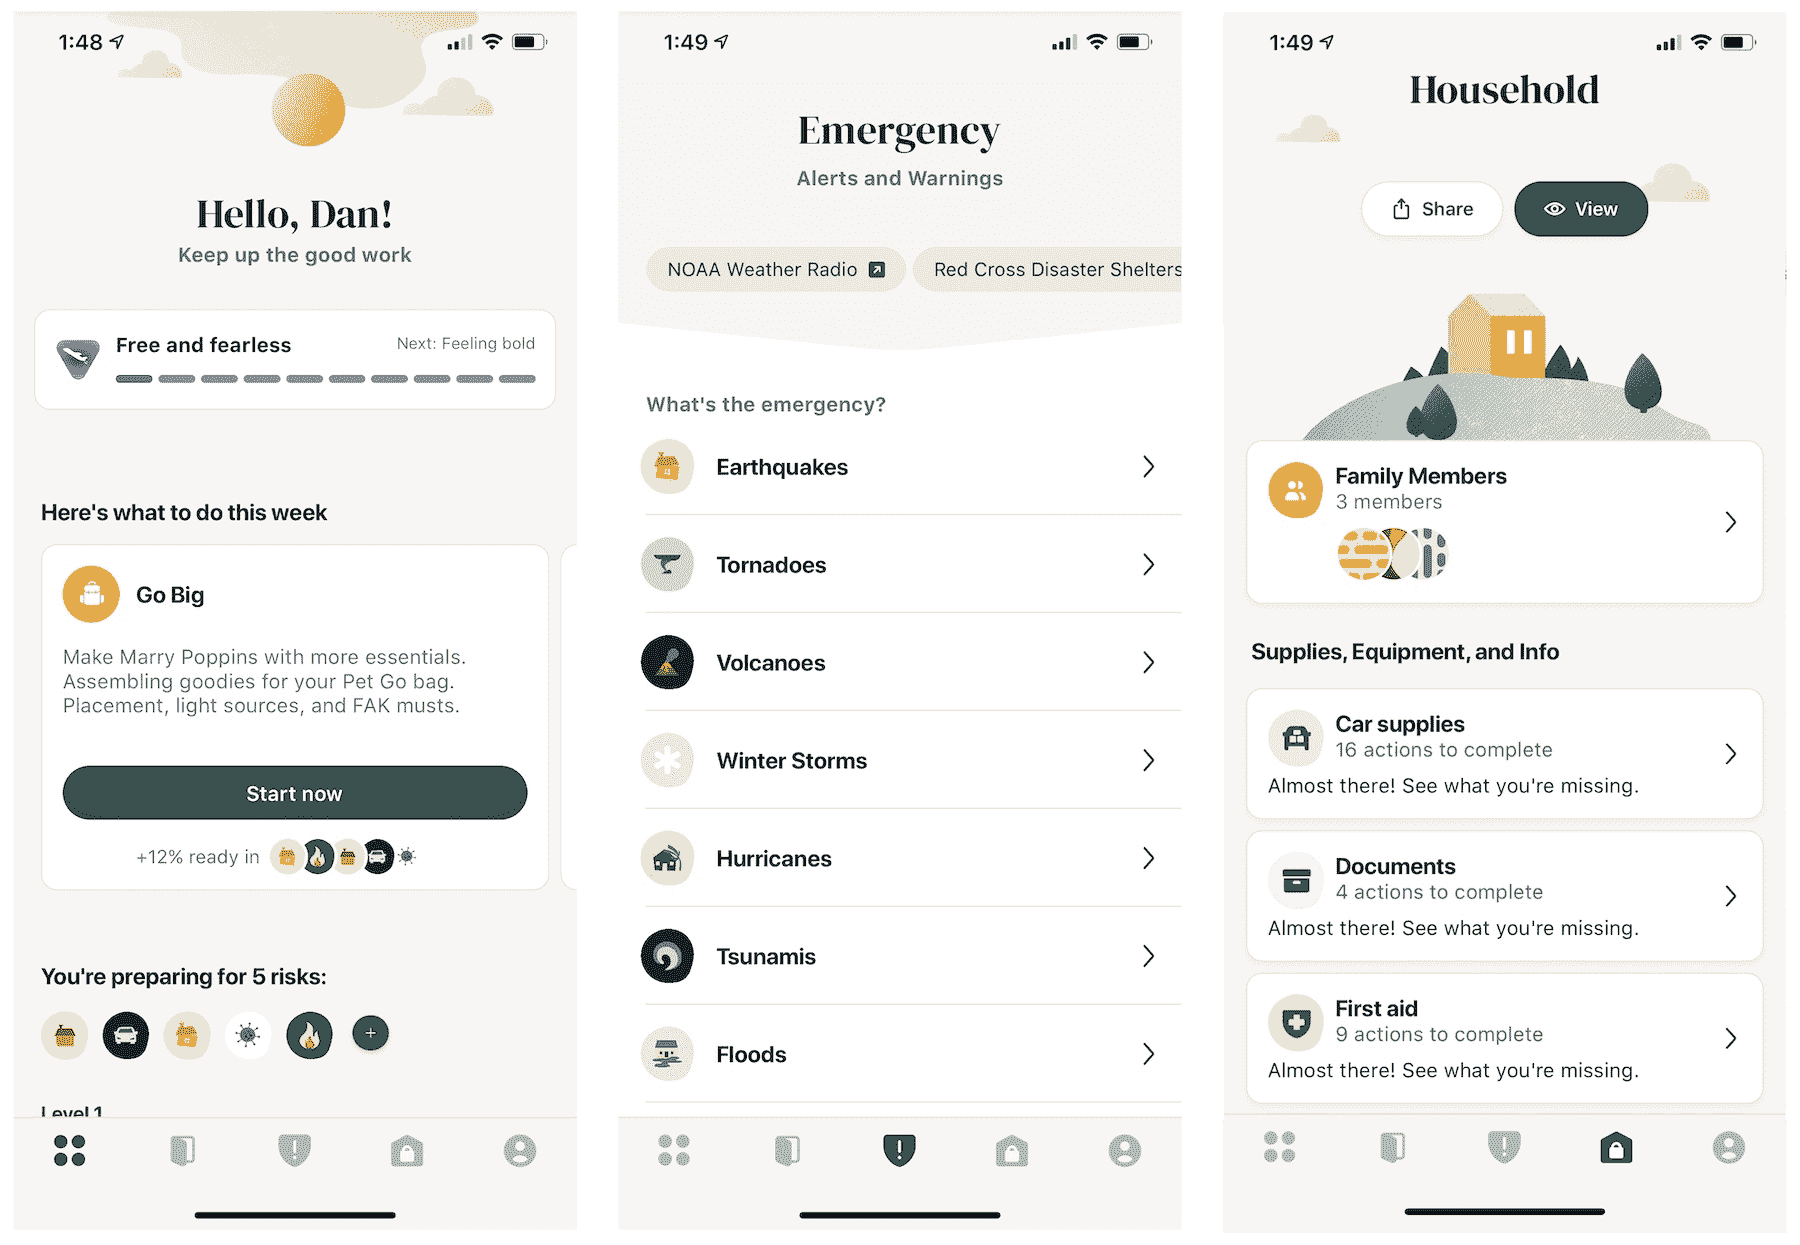 1:48
Hello, Dan!
Keep up the good work
Free and fearless
Next: Feeling bold
Here's what to do this week
Go Big
Make Marry Poppins with more essentials.
Assembling goodies for your Pet Go bag.
Placement, light sources, and FAK musts.
Start now
+12% ready in
You're preparing for 5 risks:
+
Level 1
1:49
Emergency
Alerts and Warnings
NOAA Weather Radio
Red Cross Disaster Shelters
What's the emergency?
Earthquakes
Tornadoes
Volcanoes
Winter Storms
Hurricanes
Tsunamis
Floods
1:49
Household
Share
View
Family Members
3 members
Supplies, Equipment, and Info
Car supplies
16 actions to complete
Almost there! See what you're missing.
Documents
4 actions to complete
Almost there! See what you're missing.
First aid
9 actions to complete
Almost there! See what you're missing.